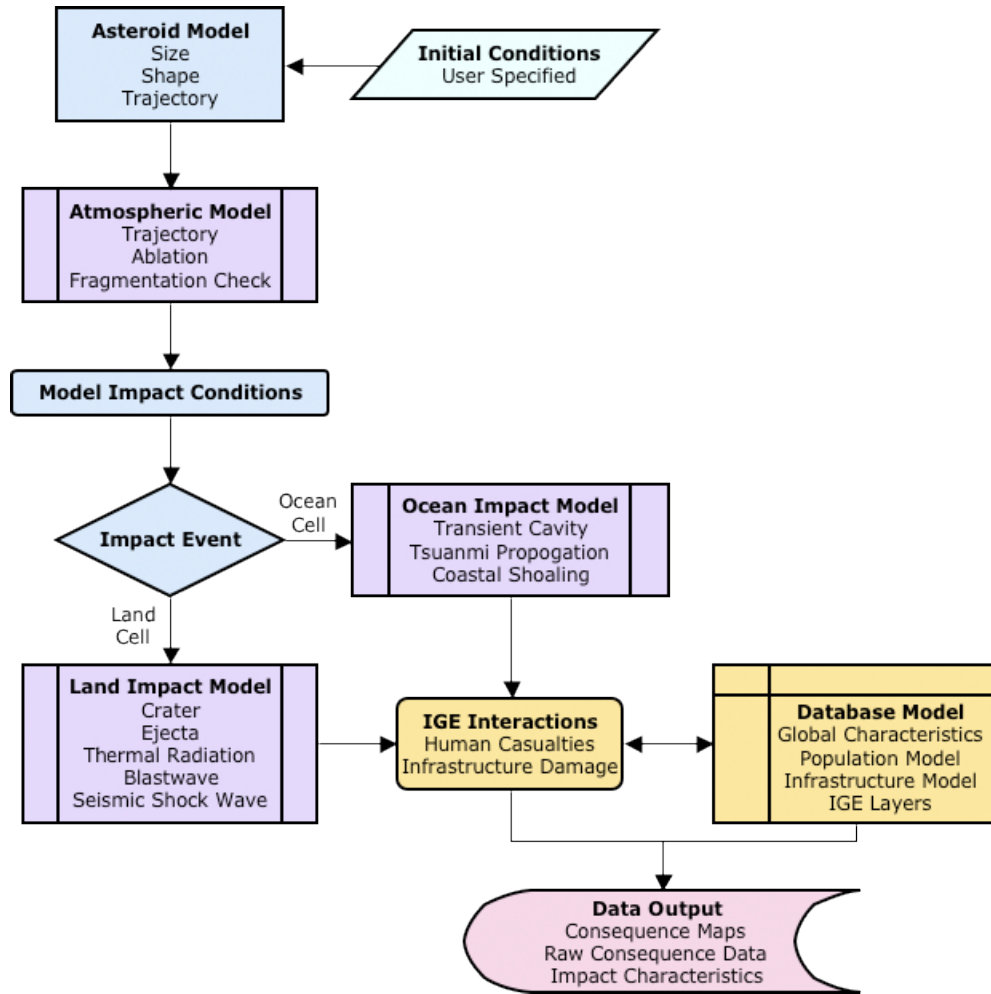 Asteroid Model
Size
Shape
Trajectory
Initial Conditions
User Specified
Atmospheric Model
Trajectory
Ablation
Fragmentation Check
Model Impact Conditions
Impact Event
Ocean
Cell
Ocean Impact Model
Transient Cavity
Tsuanmi Propogation
Coastal Shoaling
Land
Cell
Land Impact Model
Crater
Ejecta
Thermal Radiation
Blastwave
Seismic Shock Wave
IGE Interactions
Human Casualties
Infrastructure Damage
Database Model
Global Characteristics
Population Model
Infrastructure Model
IGE Layers
Data Output
Consequence Maps
Raw Consequence Data
Impact Characteristics